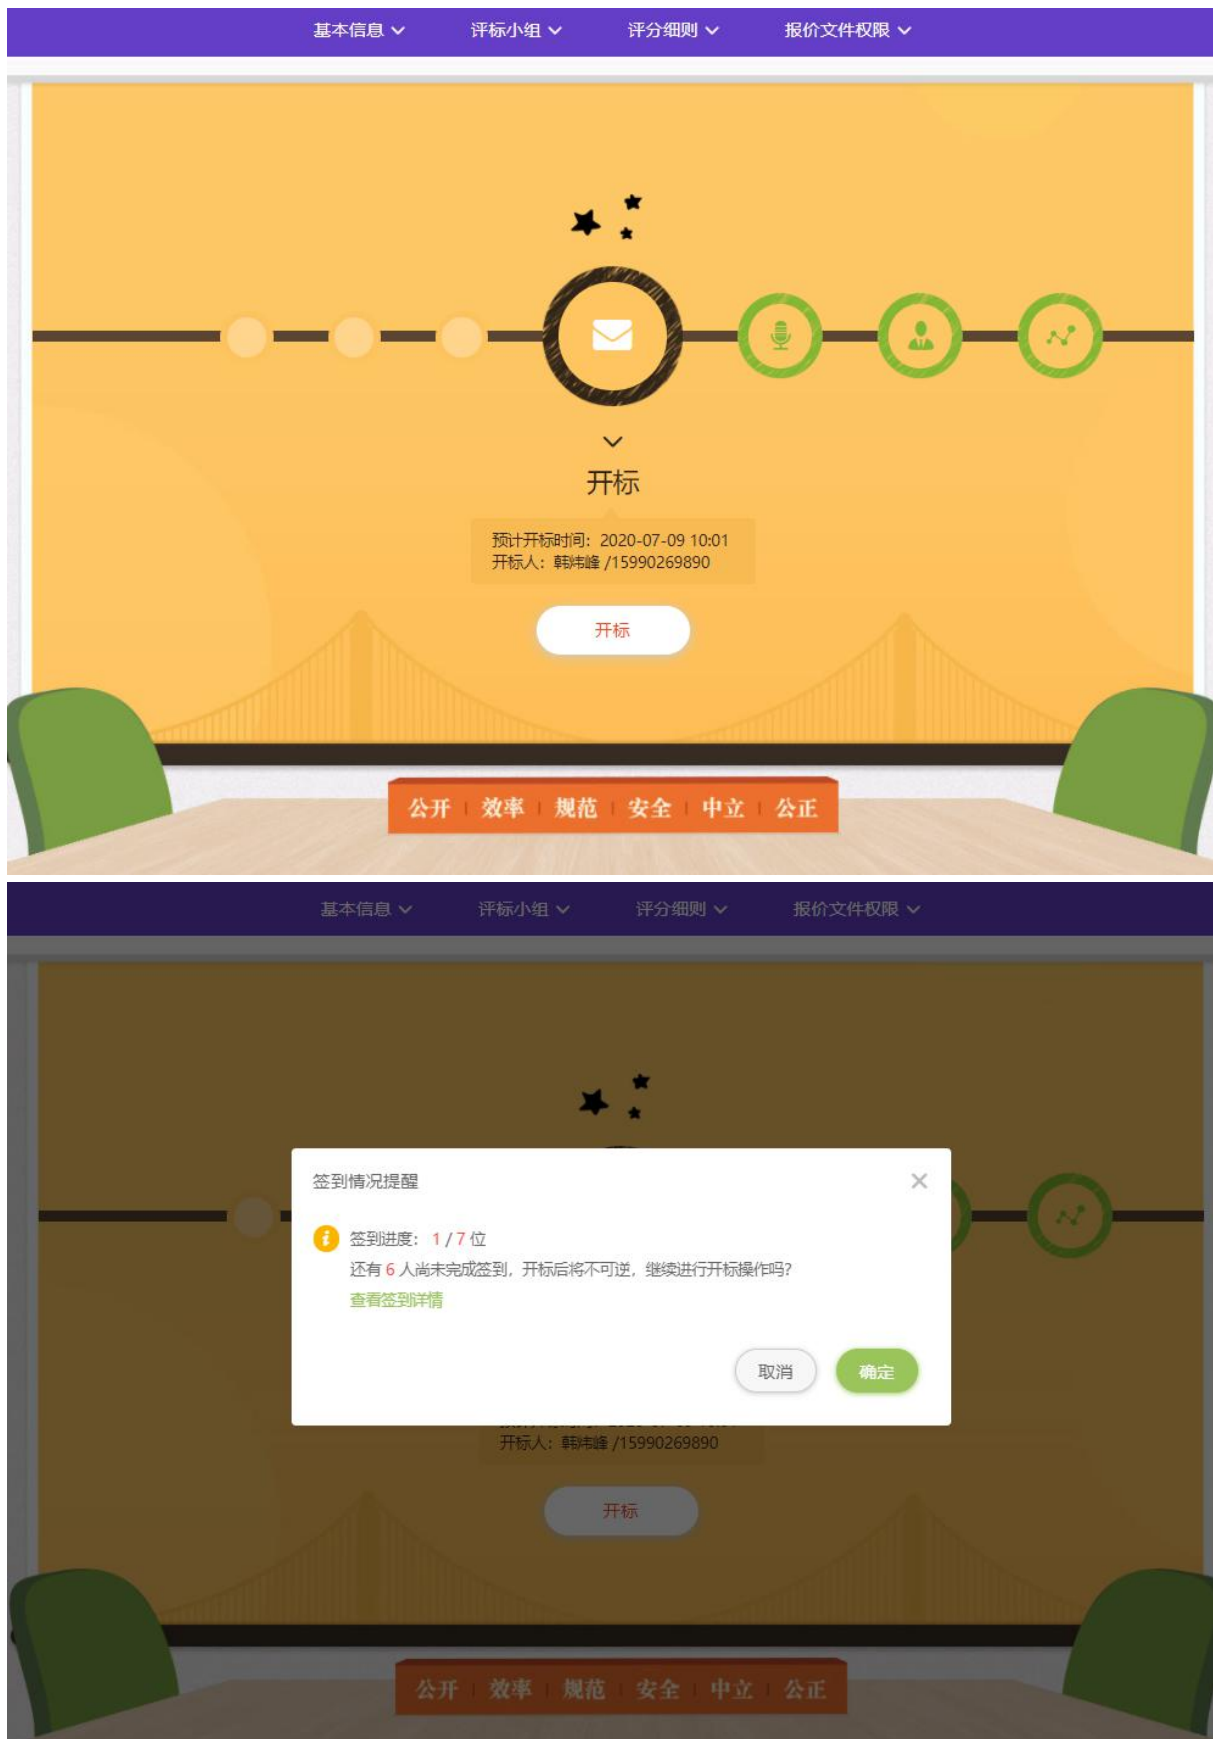 基本信息 评标小组 评分细则 报价文件权限
开标
预计开标时间：2020-07-09 10:01
开标人：韩炜峰 /15990269890
开标
公开 效率 规范 安全 中立 公正
基本信息 评标小组 评分细则 报价文件权限
签到情况提醒
签到进度：1 / 7 位
还有 6 人尚未完成签到，开标后将不可逆，继续进行开标操作吗？
查看签到详情
取消 确定
开标人：韩炜峰 /15990269890
开标
公开 效率 规范 安全 中立 公正